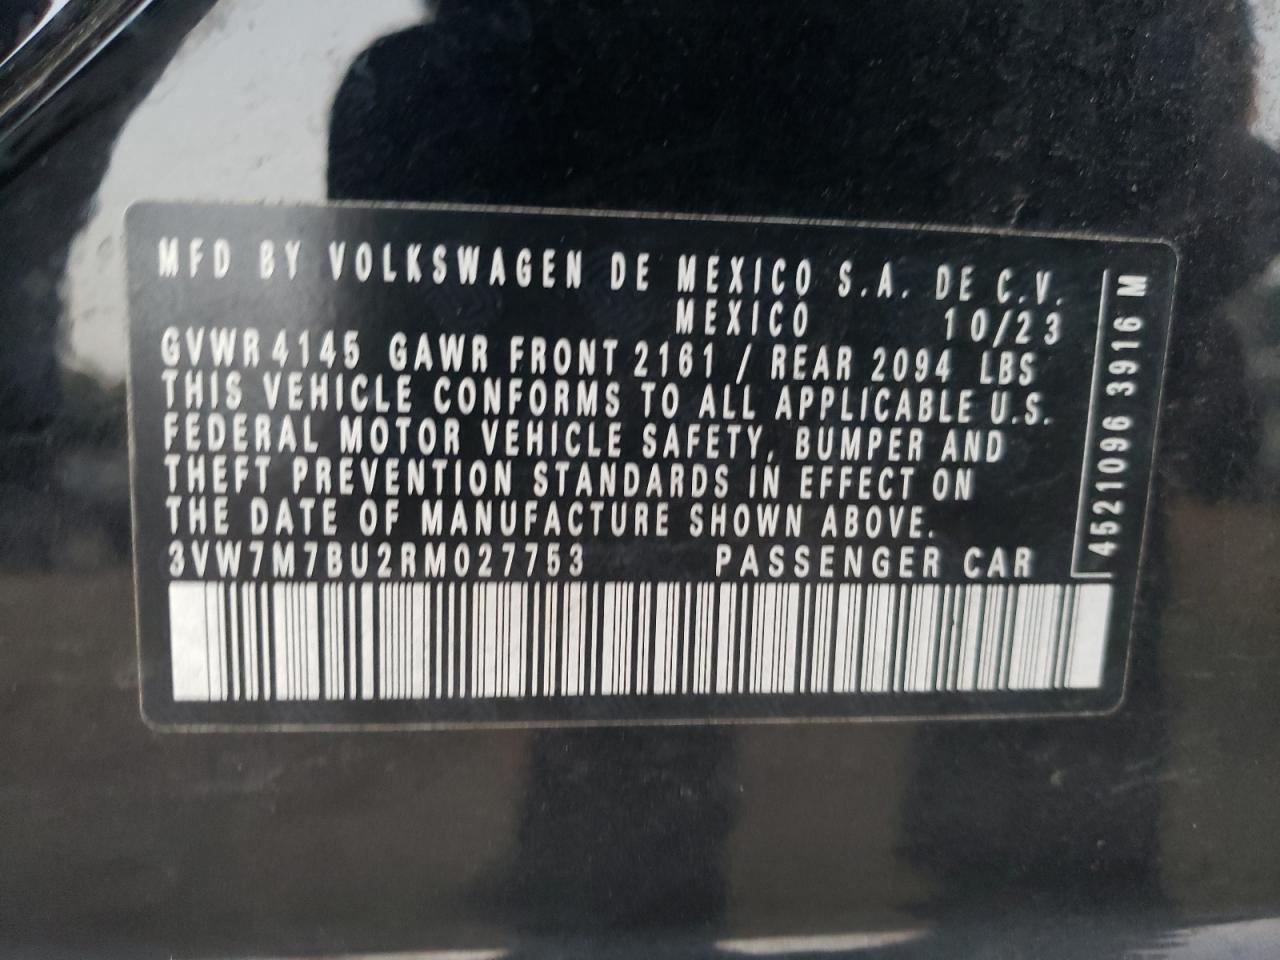 MFD BY VOLKSWAGEN DE MEXICO S.A. DE C.V.
MEXICO 10/23
GVWR 4145 GAWR FRONT 2161 / REAR 2094 LBS
THIS VEHICLE CONFORMS TO ALL APPLICABLE U.S.
FEDERAL MOTOR VEHICLE SAFETY, BUMPER AND
THEFT PREVENTION STANDARDS IN EFFECT ON
THE DATE OF MANUFACTURE SHOWN ABOVE.
3VW7M7BU2RM027753 PASSENGER CAR
4521096 3916 M